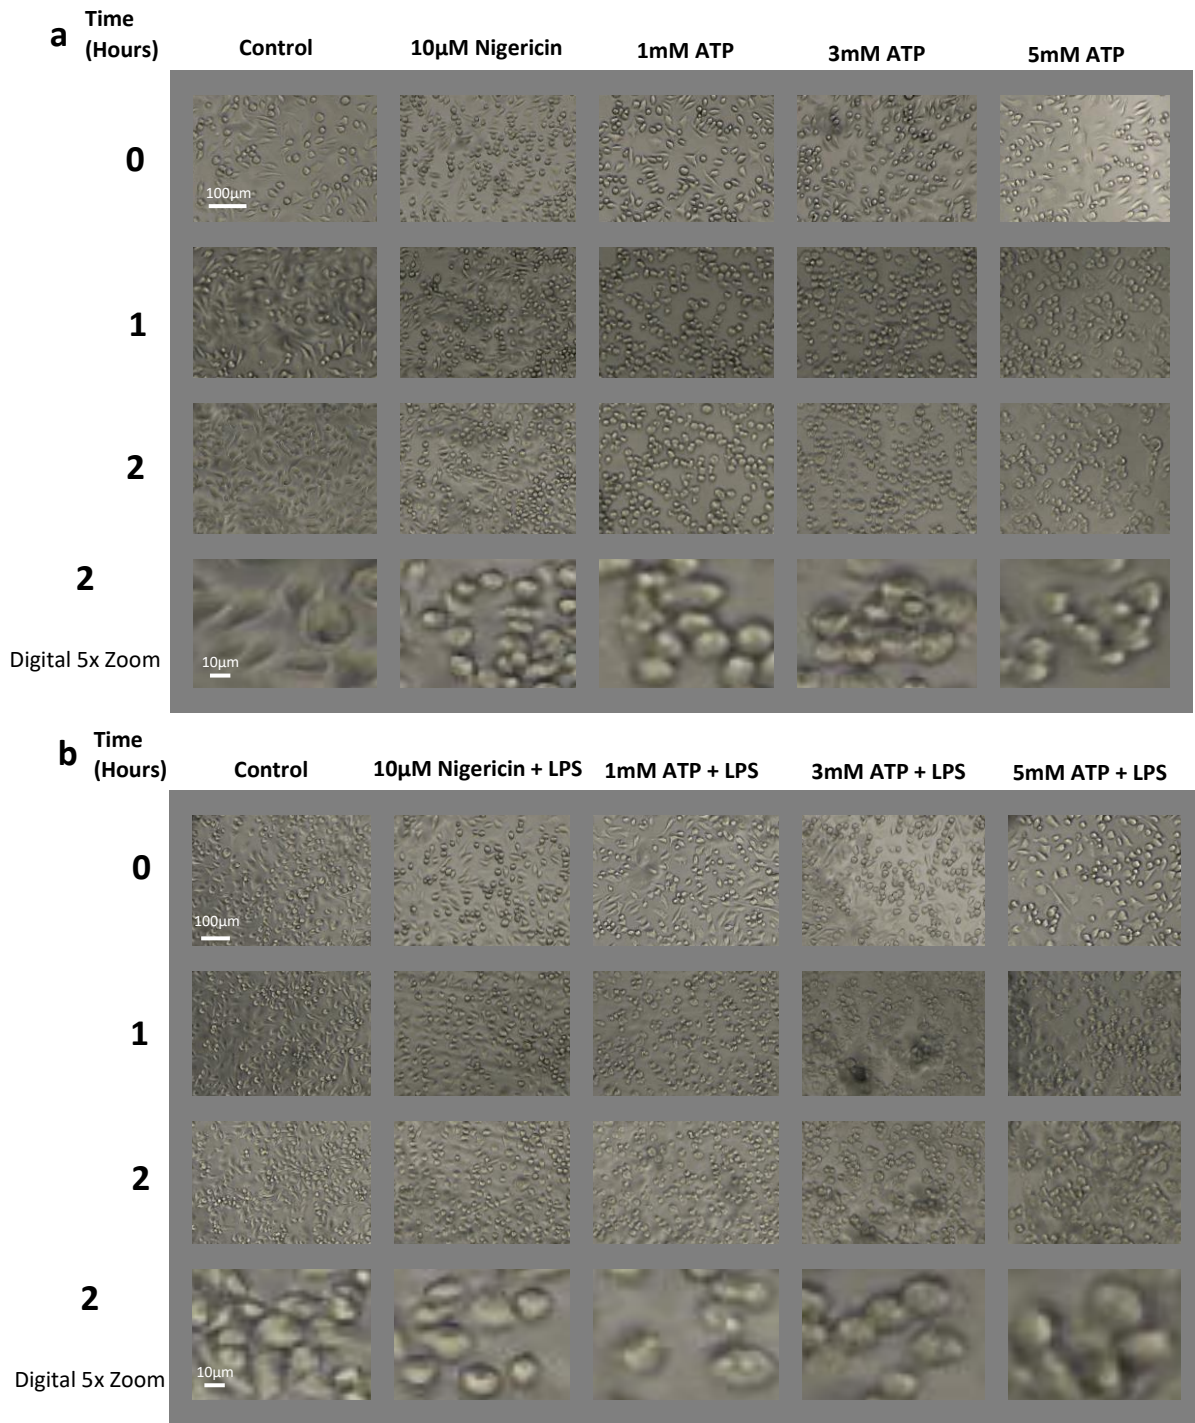 a
Time
(Hours)
Control
10µM Nigericin
1mM ATP
3mM ATP
5mM ATP
0
100µm
1
2
2
Digital 5x Zoom
10µm
b
Time
(Hours)
Control
10µM Nigericin + LPS
1mM ATP + LPS
3mM ATP + LPS
5mM ATP + LPS
0
100µm
1
2
2
Digital 5x Zoom
10µm